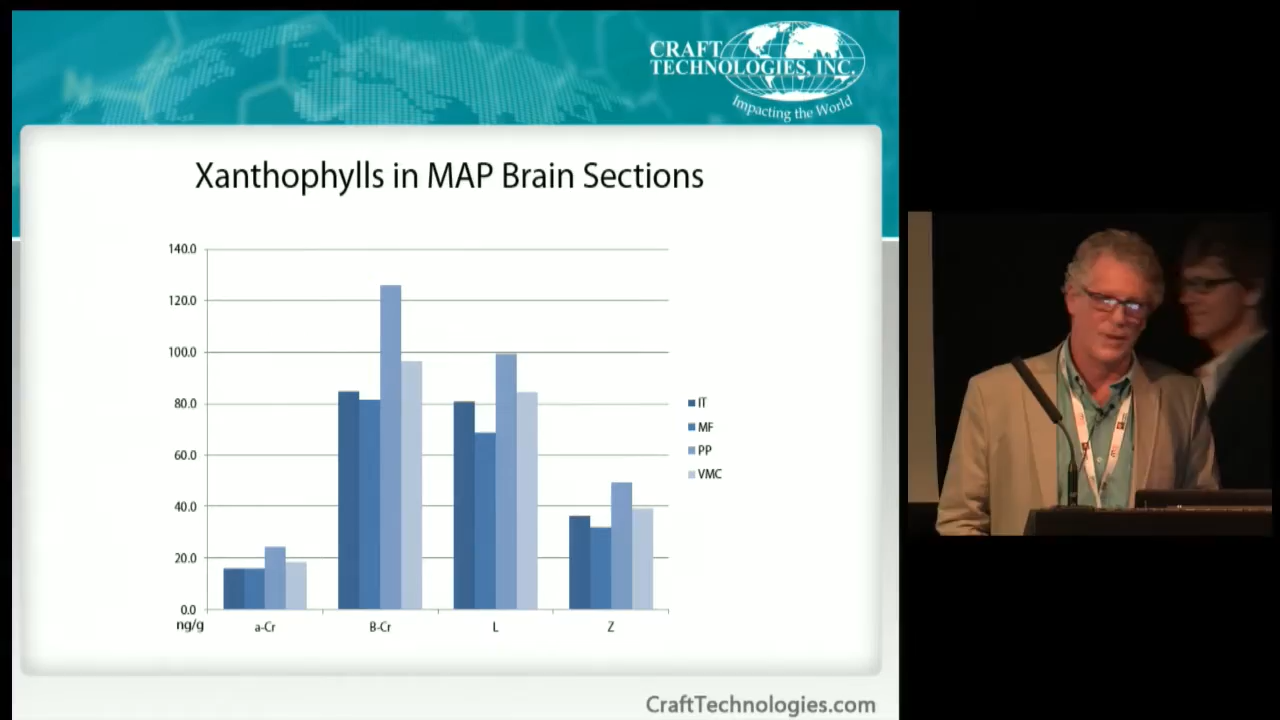 CRAFT
TECHNOLOGIES, INC.
Impacting the World
Xanthophylls in MAP Brain Sections
140.0
120.0
100.0
80.0
60.0
40.0
20.0
0.0
ng/g
a-Cr
B-Cr
L
Z
IT
MF
PP
VMC
CraftTechnologies.com